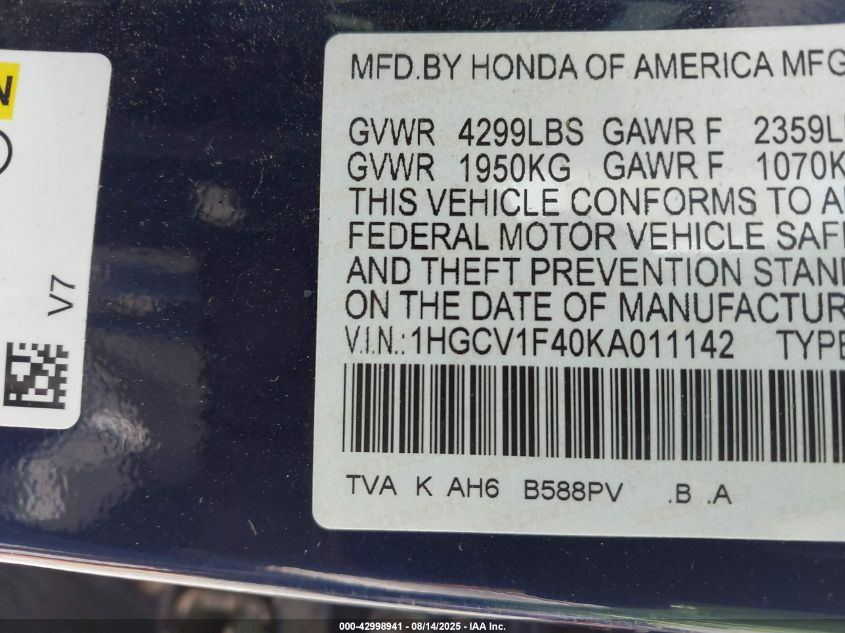 N
V7
MFD.BY HONDA OF AMERICA MFG
GVWR 4299LBS GAWR F 2359L
GVWR 1950KG GAWR F 1070K
THIS VEHICLE CONFORMS TO A
FEDERAL MOTOR VEHICLE SAF
AND THEFT PREVENTION STAN
ON THE DATE OF MANUFACTUR
V.I.N.:1HGCV1F40KA011142 TYPE
TVA K AH6 B588PV .B .A
000-42998941 - 08/14/2025 - IAA Inc.